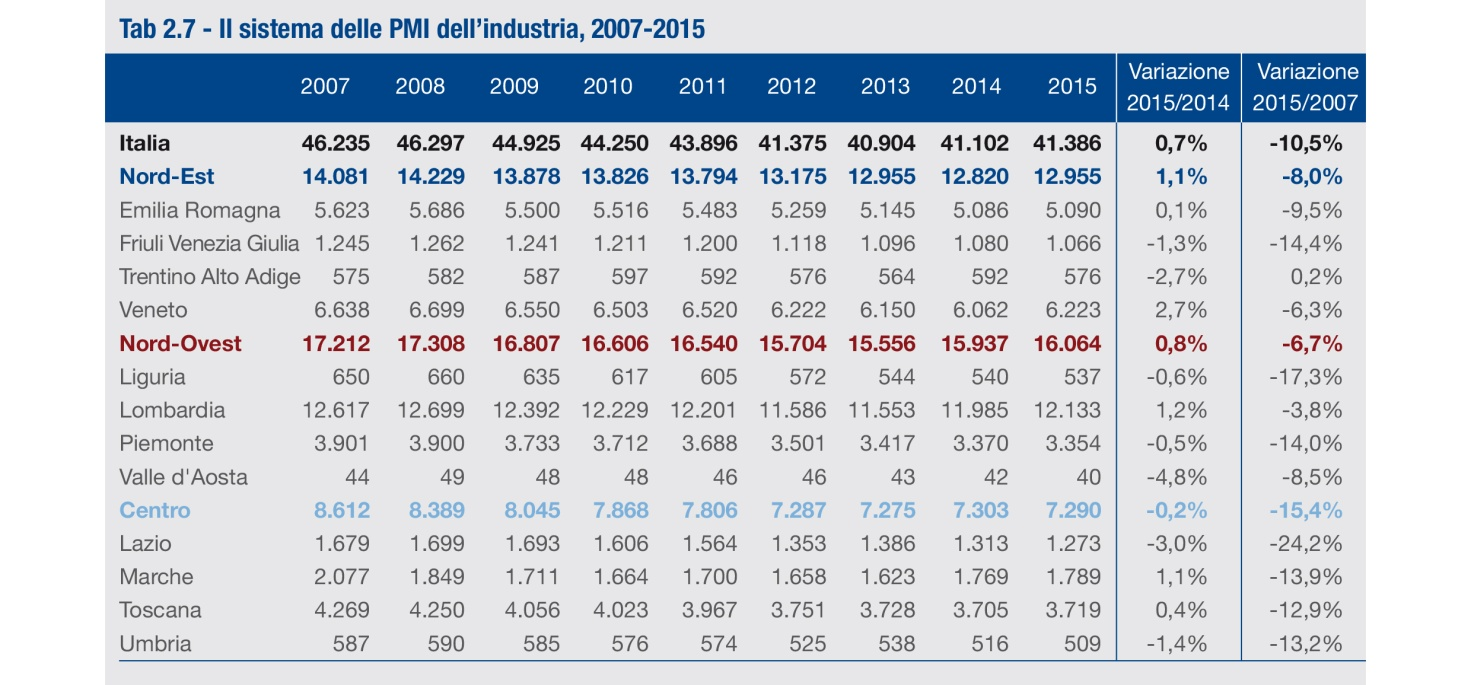 Tab 2.7 - Il sistema delle PMI dell'industria, 2007-2015
2007 2008 2009 2010 2011 2012 2013 2014 2015 Variazione 2015/2014 Variazione 2015/2007
Italia 46.235 46.297 44.925 44.250 43.896 41.375 40.904 41.102 41.386 0,7% -10,5%
Nord-Est 14.081 14.229 13.878 13.826 13.794 13.175 12.955 12.820 12.955 1,1% -8,0%
Emilia Romagna 5.623 5.686 5.500 5.516 5.483 5.259 5.145 5.086 5.090 0,1% -9,5%
Friuli Venezia Giulia 1.245 1.262 1.241 1.211 1.200 1.118 1.096 1.080 1.066 -1,3% -14,4%
Trentino Alto Adige 575 582 587 597 592 576 564 592 576 -2,7% 0,2%
Veneto 6.638 6.699 6.550 6.503 6.520 6.222 6.150 6.062 6.223 2,7% -6,3%
Nord-Ovest 17.212 17.308 16.807 16.606 16.540 15.704 15.556 15.937 16.064 0,8% -6,7%
Liguria 650 660 635 617 605 572 544 540 537 -0,6% -17,3%
Lombardia 12.617 12.699 12.392 12.229 12.201 11.586 11.553 11.985 12.133 1,2% -3,8%
Piemonte 3.901 3.900 3.733 3.712 3.688 3.501 3.417 3.370 3.354 -0,5% -14,0%
Valle d'Aosta 44 49 48 48 46 46 43 42 40 -4,8% -8,5%
Centro 8.612 8.389 8.045 7.868 7.806 7.287 7.275 7.303 7.290 -0,2% -15,4%
Lazio 1.679 1.699 1.693 1.606 1.564 1.353 1.386 1.313 1.273 -3,0% -24,2%
Marche 2.077 1.849 1.711 1.664 1.700 1.658 1.623 1.769 1.789 1,1% -13,9%
Toscana 4.269 4.250 4.056 4.023 3.967 3.751 3.728 3.705 3.719 0,4% -12,9%
Umbria 587 590 585 576 574 525 538 516 509 -1,4% -13,2%